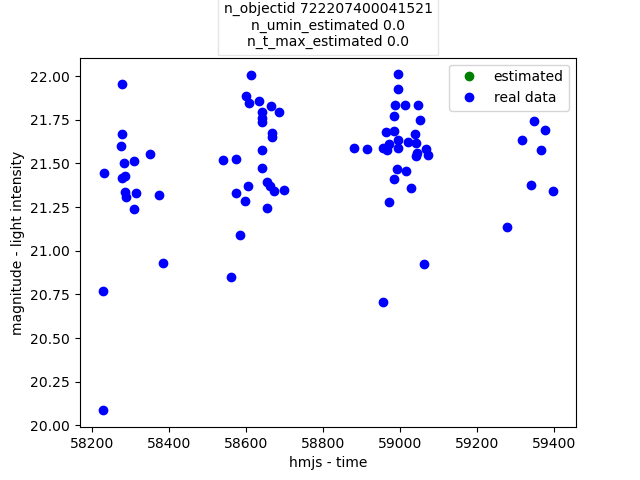 n_objectid 722207400041521
n_umin_estimated 0.0
n_t_max_estimated 0.0
estimated
real data
magnitude - light intensity
22.00
21.75
21.50
21.25
21.00
20.75
20.50
20.25
20.00
58200 58400 58600 58800 59000 59200 59400
hmjs - time